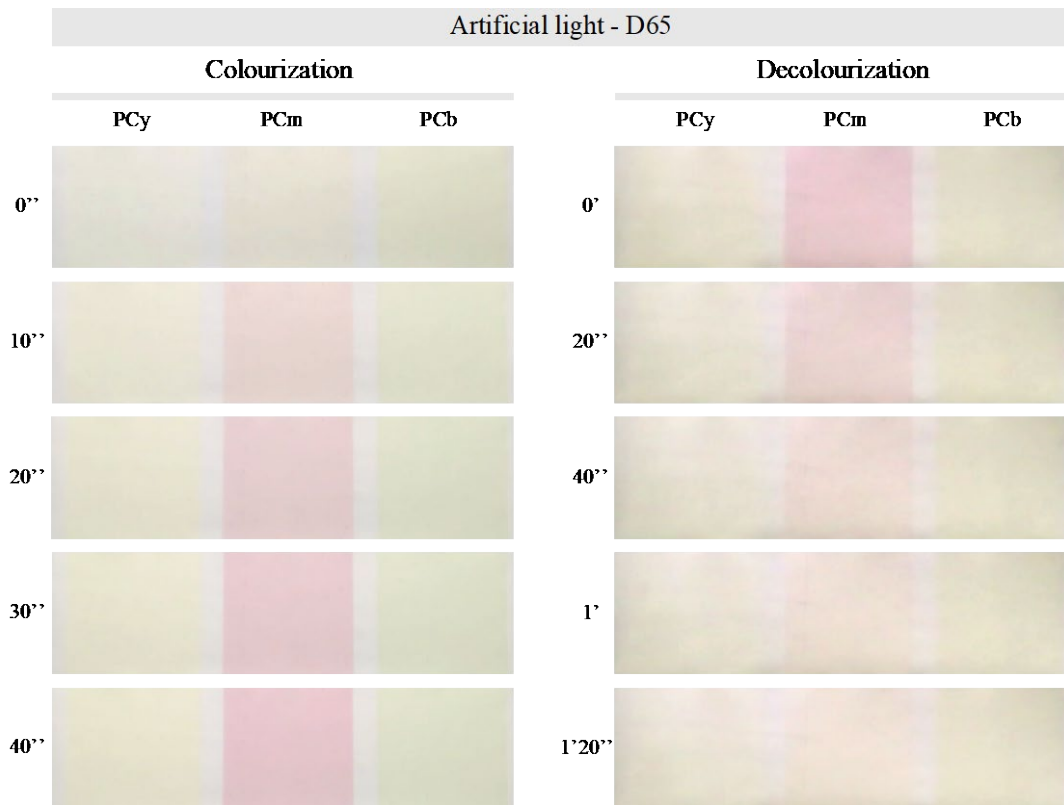 Artificial light - D65
Colourization Decolourization
PCy PCm PCb PCy PCm PCb
0’’ 0’
10’’ 20’’
20’’ 40’’
30’’ 1’
40’’ 1’20’’